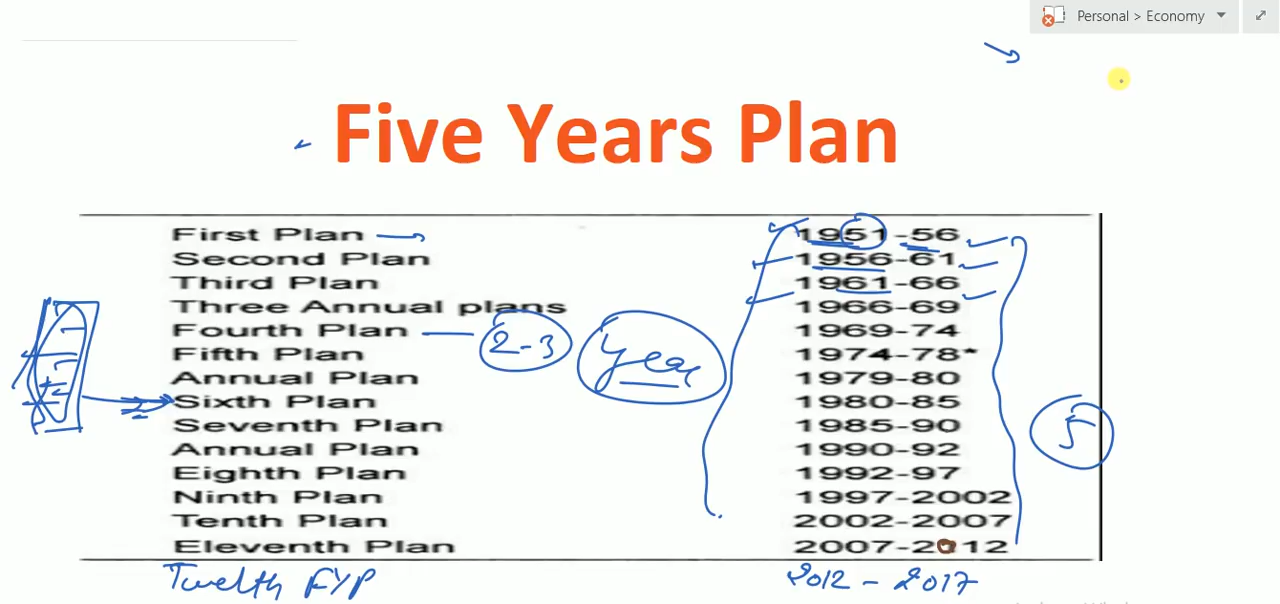 Personal > Economy
Five Years Plan
First Plan 1951-56
Second Plan 1956-61
Third Plan 1961-66
Three Annual plans 1966-69
Fourth Plan 2-3 Year 1969-74
Fifth Plan 1974-78*
Annual Plan 1979-80
Sixth Plan 1980-85
Seventh Plan 1985-90 5
Annual Plan 1990-92
Eighth Plan 1992-97
Ninth Plan 1997-2002
Tenth Plan 2002-2007
Eleventh Plan 2007-2012
Twelth FYP 2012 - 2017